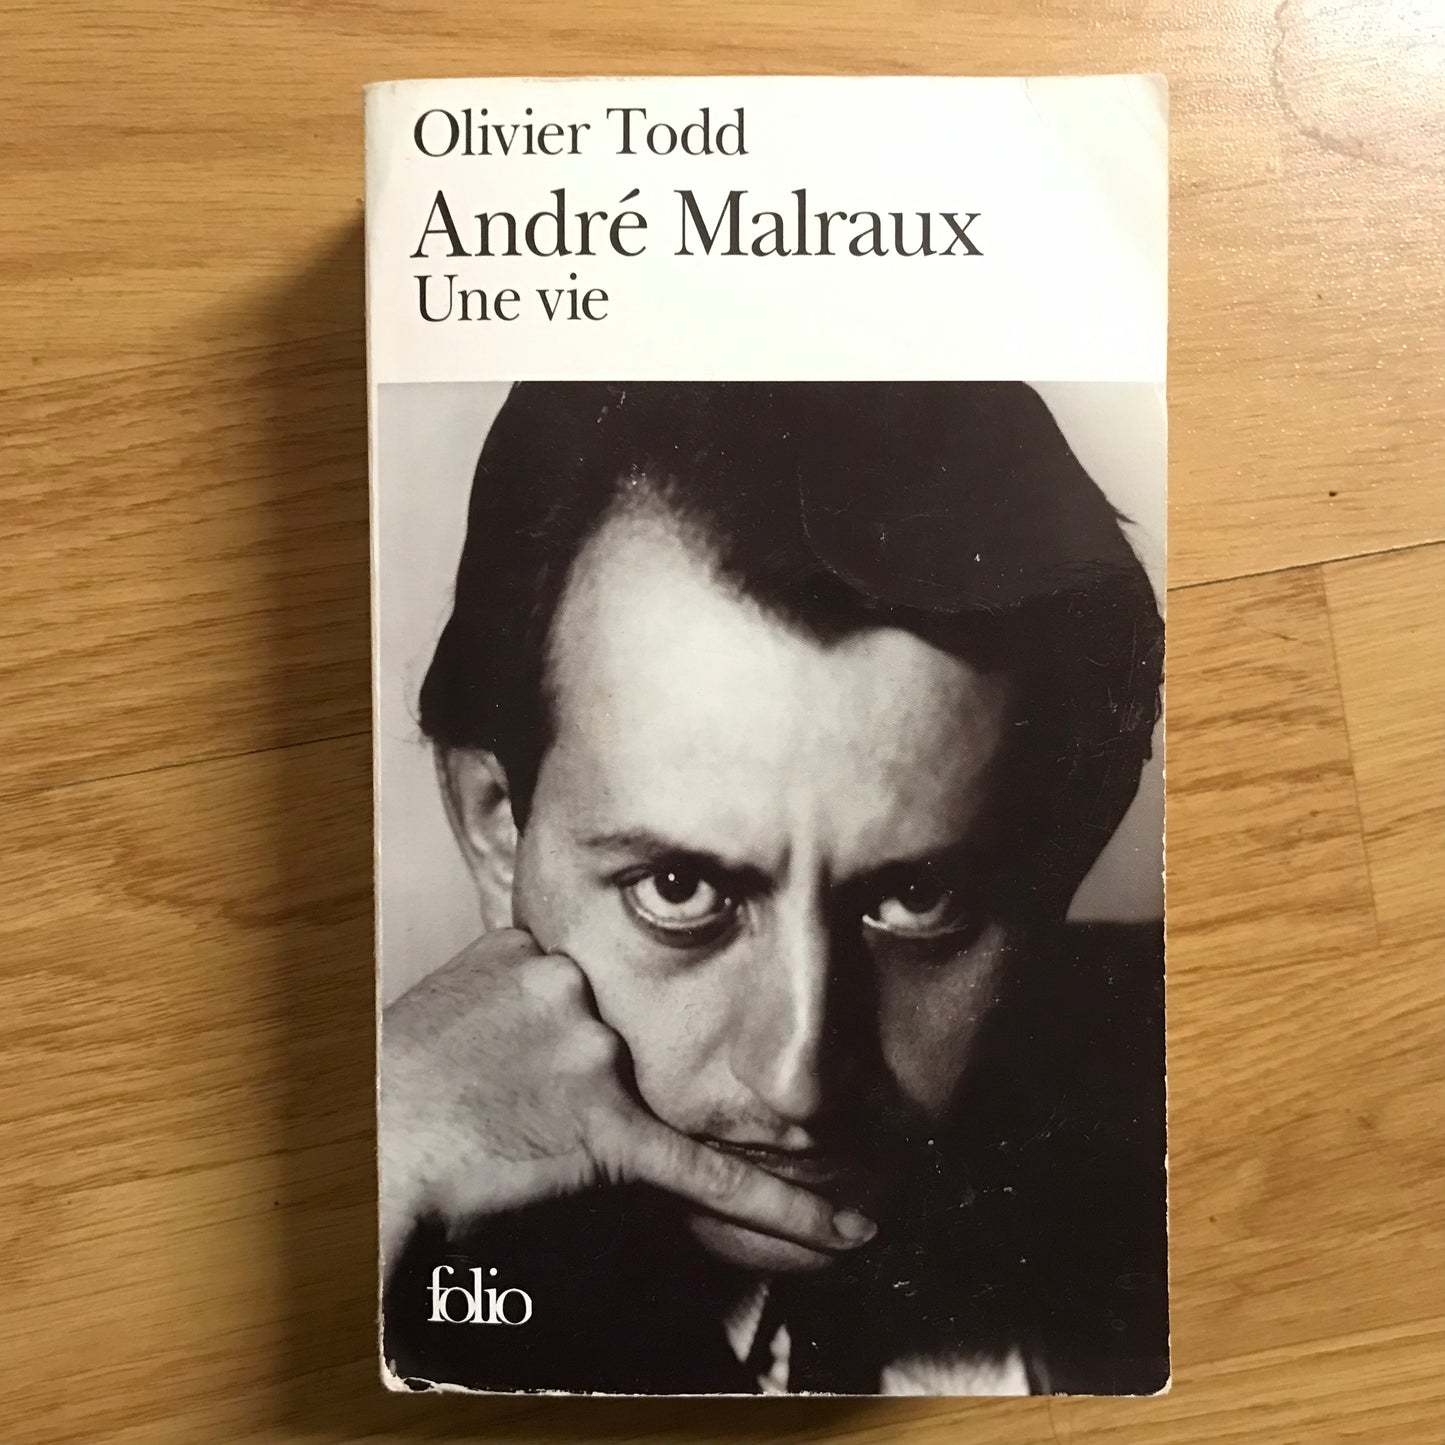 Olivier Todd
André Malraux
Une vie
folio